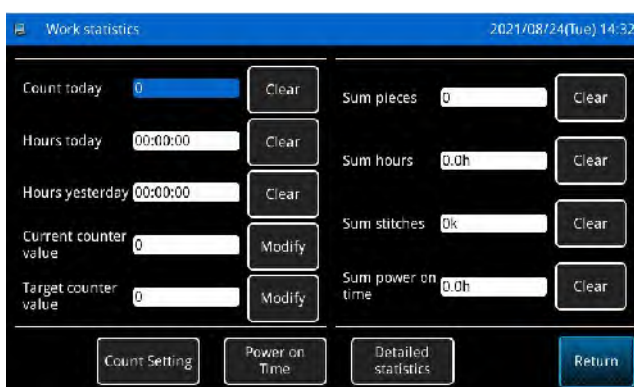 Work statistics
2021/08/24(Tue) 14:32
Count today 0 Clear
Hours today 00:00:00 Clear
Hours yesterday 00:00:00 Clear
Current counter
value 0 Modify
Target counter
value 0 Modify
Sum pieces 0 Clear
Sum hours 0.0h Clear
Sum stitches 0k Clear
Sum power on
time 0.0h Clear
Count Setting
Power on
Time
Detailed
statistics
Return